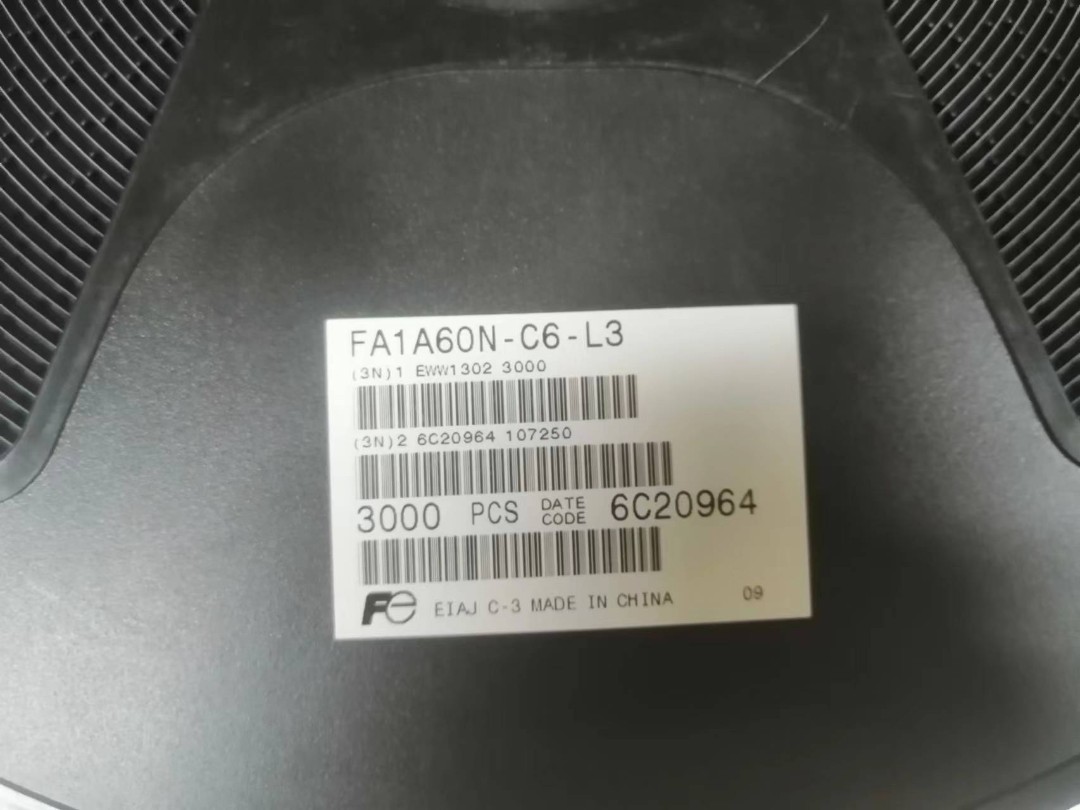 FA1A60N-C6-L3
(3N)1 EWW1302 3000
(3N)2 6C20964 107250
3000 PCS DATE CODE 6C20964
Fe EIAJ C-3 MADE IN CHINA 09